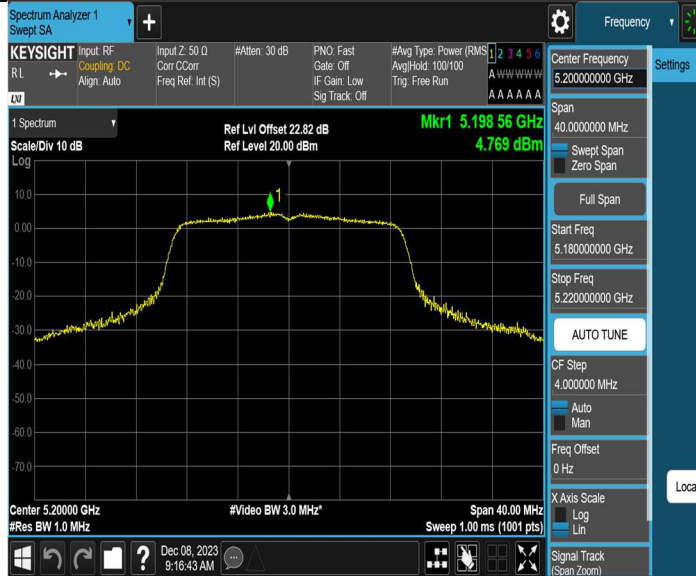 Spectrum Analyzer 1
Swept SA
Frequency
KEYSIGHT
RL
LXI
Input: RF
Coupling: DC
Align: Auto
Input Z: 50 Ω
Corr CCorr
Freq Ref: Int (S)
#Atten: 30 dB
PNO: Fast
Gate: Off
IF Gain: Low
Sig Track: Off
#Avg Type: Power (RMS
Avg|Hold: 100/100
Trig: Free Run
1 2 3 4 5 6
A W W W W W
A A A A A A
1 Spectrum
Scale/Div 10 dB
Ref Lvl Offset 22.82 dB
Ref Level 20.00 dBm
Mkr1 5.198 56 GHz
4.769 dBm
Log
10.0
0.00
-10.0
-20.0
-30.0
-40.0
-50.0
-60.0
-70.0
1
Center 5.20000 GHz
#Res BW 1.0 MHz
#Video BW 3.0 MHz*
Span 40.00 MHz
Sweep 1.00 ms (1001 pts)
?
Dec 08, 2023
9:16:43 AM
Center Frequency
5.200000000 GHz
Span
40.0000000 MHz
Swept Span
Zero Span
Full Span
Start Freq
5.180000000 GHz
Stop Freq
5.220000000 GHz
AUTO TUNE
CF Step
4.000000 MHz
Auto
Man
Freq Offset
0 Hz
X Axis Scale
Log
Lin
Signal Track
(Span Zoom)
Settings
Loca